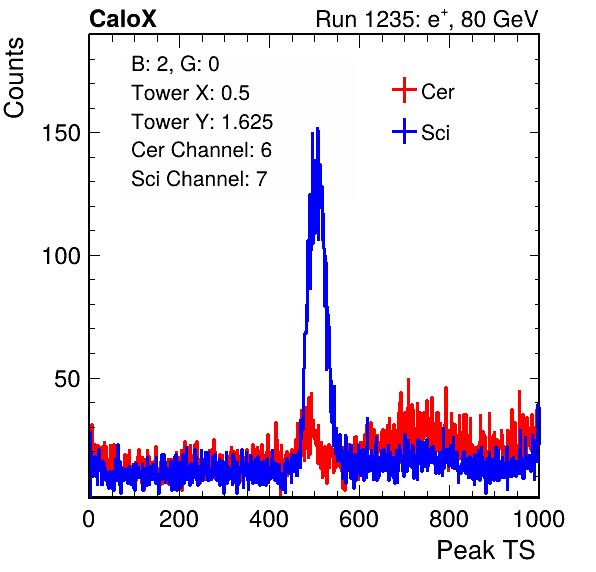 CaloX
Run 1235: e+, 80 GeV
Counts
B: 2, G: 0
Tower X: 0.5
Tower Y: 1.625
Cer Channel: 6
Sci Channel: 7
Cer
Sci
150
100
50
0 200 400 600 800 1000
Peak TS